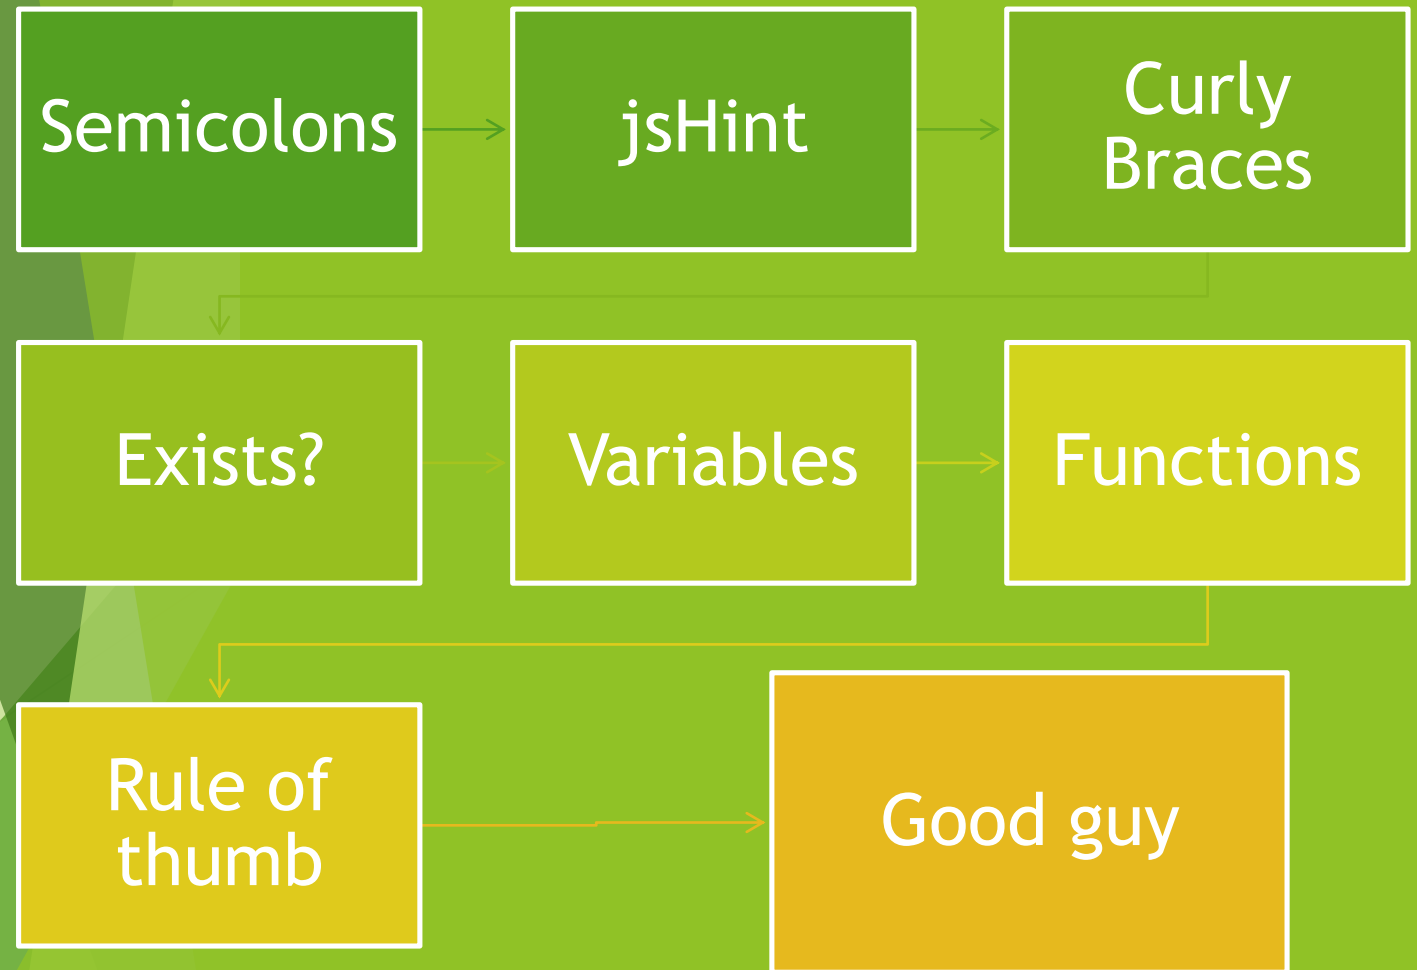 Semicolons
jsHint
Curly
Braces
Exists?
Variables
Functions
Rule of
thumb
Good guy